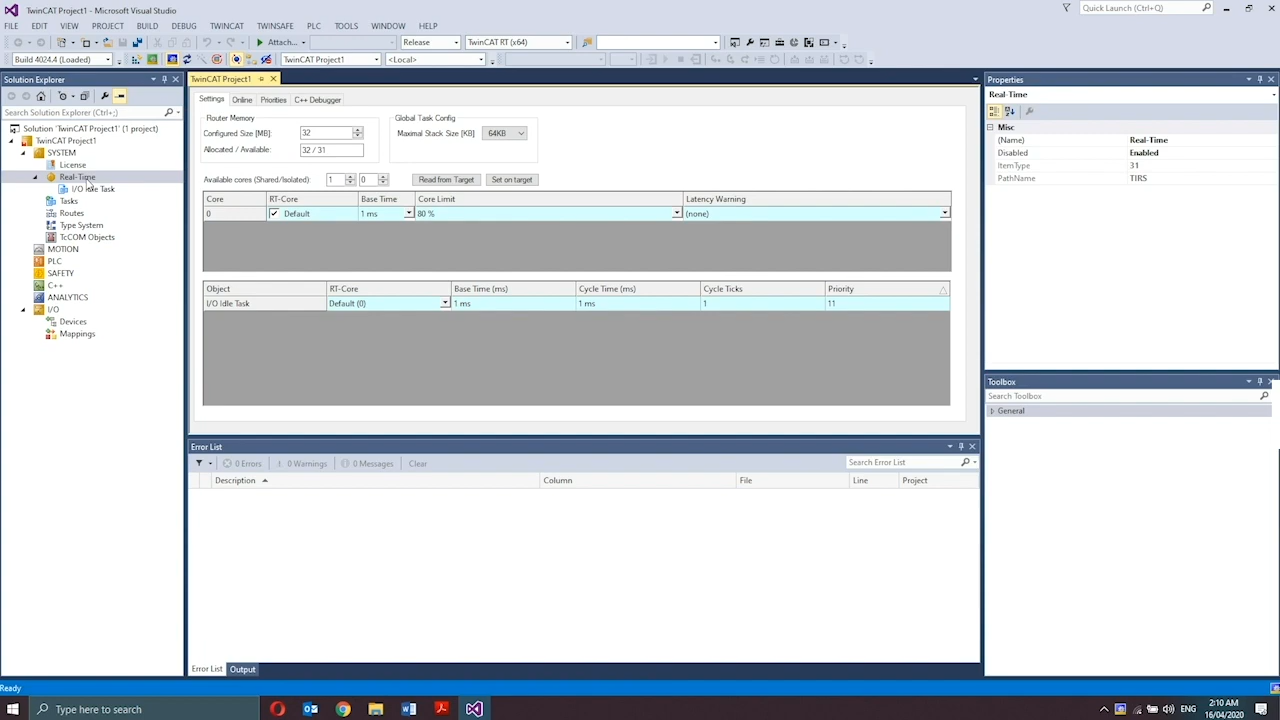 TwinCAT Project1 - Microsoft Visual Studio
Quick Launch (Ctrl+Q)
FILE EDIT VIEW PROJECT BUILD DEBUG TWINCAT TWINSAFE PLC TOOLS WINDOW HELP
Attach... Release TwinCAT RT (x64)
Build 4024.4 (Loaded) TwinCAT Project1 <Local>
Solution Explorer
Search Solution Explorer (Ctrl+;)
Solution 'TwinCAT Project1' (1 project)
TwinCAT Project1
SYSTEM
License
Real-Time
I/O Idle Task
Tasks
Routes
Type System
TcCOM Objects
MOTION
PLC
SAFETY
C++
ANALYTICS
I/O
Devices
Mappings
TwinCAT Project1
Settings Online Priorities C++ Debugger
Router Memory
Configured Size [MB]: 32
Allocated / Available: 32 / 31
Global Task Config
Maximal Stack Size [KB] 64KB
Available cores (Shared/Isolated): 1 0 Read from Target Set on target
Core RT-Core Base Time Core Limit Latency Warning
0 Default 1 ms 80 % (none)
Object RT-Core Base Time (ms) Cycle Time (ms) Cycle Ticks Priority
I/O Idle Task Default (0) 1 ms 1 ms 1 11
Error List
0 Errors 0 Warnings 0 Messages Clear Search Error List
Description Column File Line Project
Error List Output
Properties
Real-Time
Misc
(Name) Real-Time
Disabled Enabled
ItemType 31
PathName TIRS
Toolbox
Search Toolbox
General
Ready
Type here to search
ENG
2:10 AM
16/04/2020